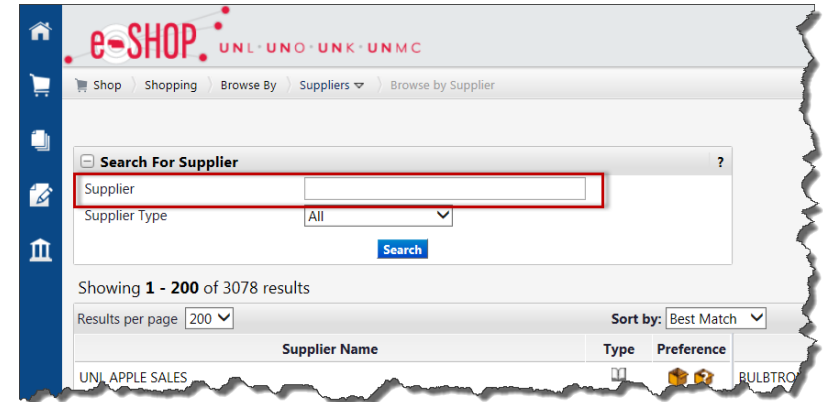 e-SHOP. UNL·UNO·UNK·UNMC
Shop Shopping Browse By Suppliers Browse by Supplier
Search For Supplier ?
Supplier
Supplier Type All
Search
Showing 1 - 200 of 3078 results
Results per page 200 Sort by: Best Match
Supplier Name Type Preference
UNL APPLE SALES